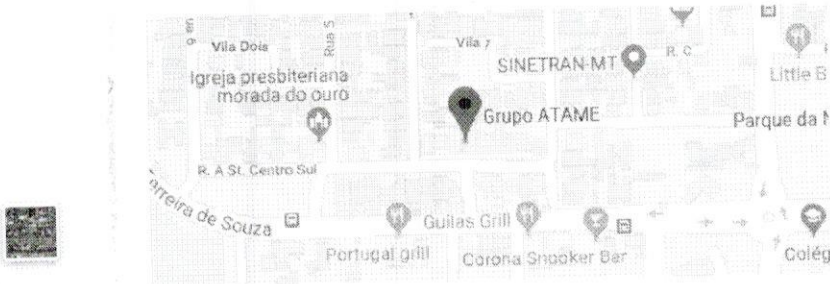 Vila Dois
Rua 5
Vila 7
SINETRAN-MT
R. C
Little B
Igreja presbiteriana
morada do ouro
Grupo ATAME
Parque da
R. A St. Centro Sul
rreira de Souza
Guilas Grill
Portugal grill
Corona Snooker Bar
Colég